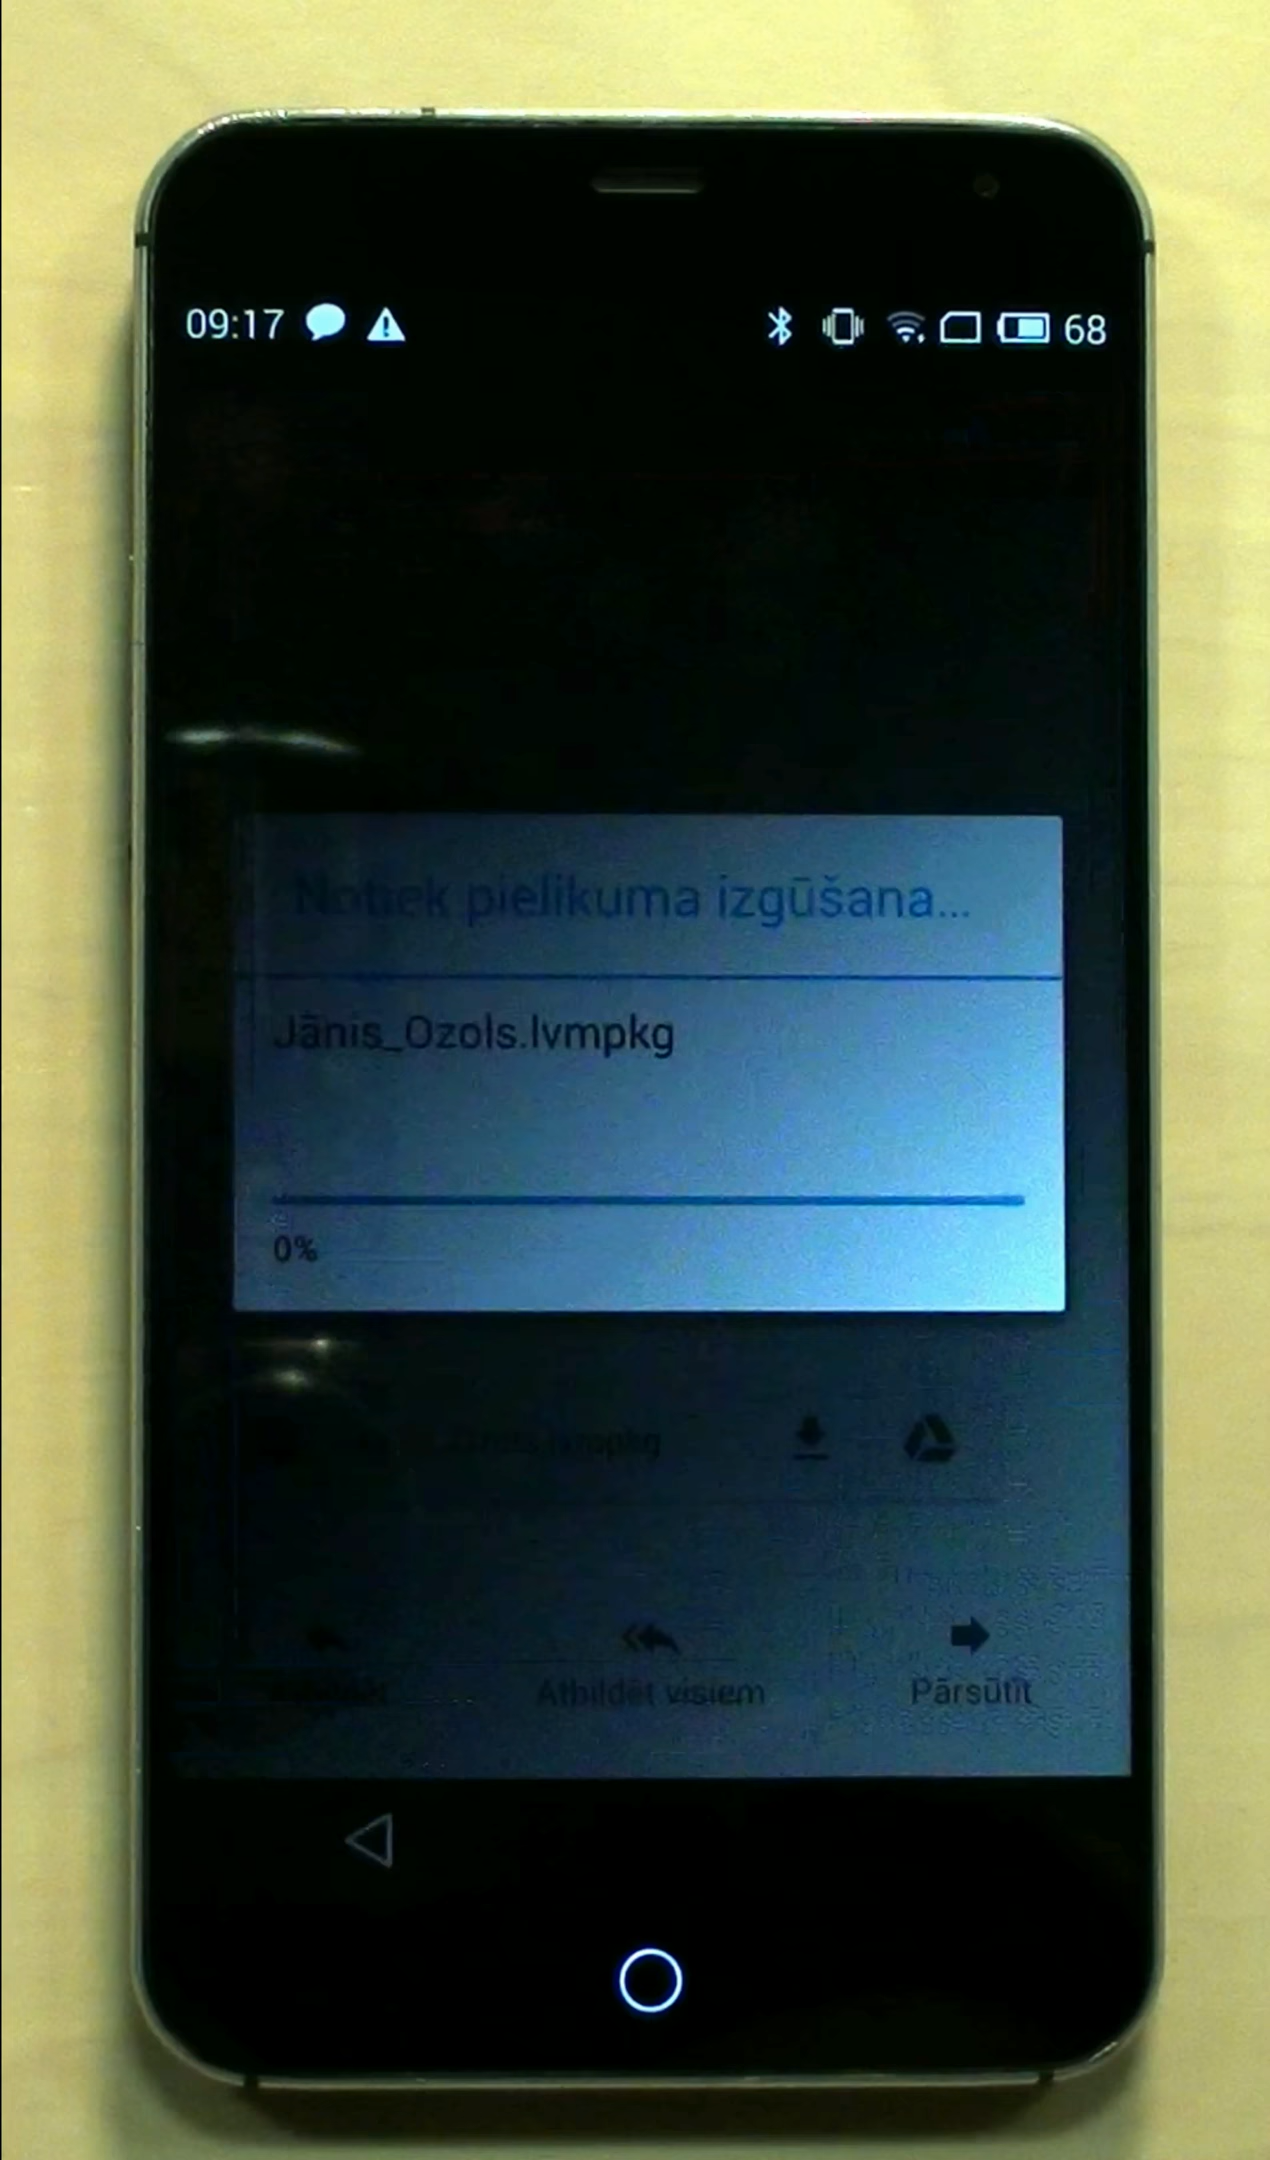 09:17 68
Notiek pielikuma izgūšana...
Jānis_Ozols.lvmpkg
0%
Atbildēt visiem Pārsūtīt